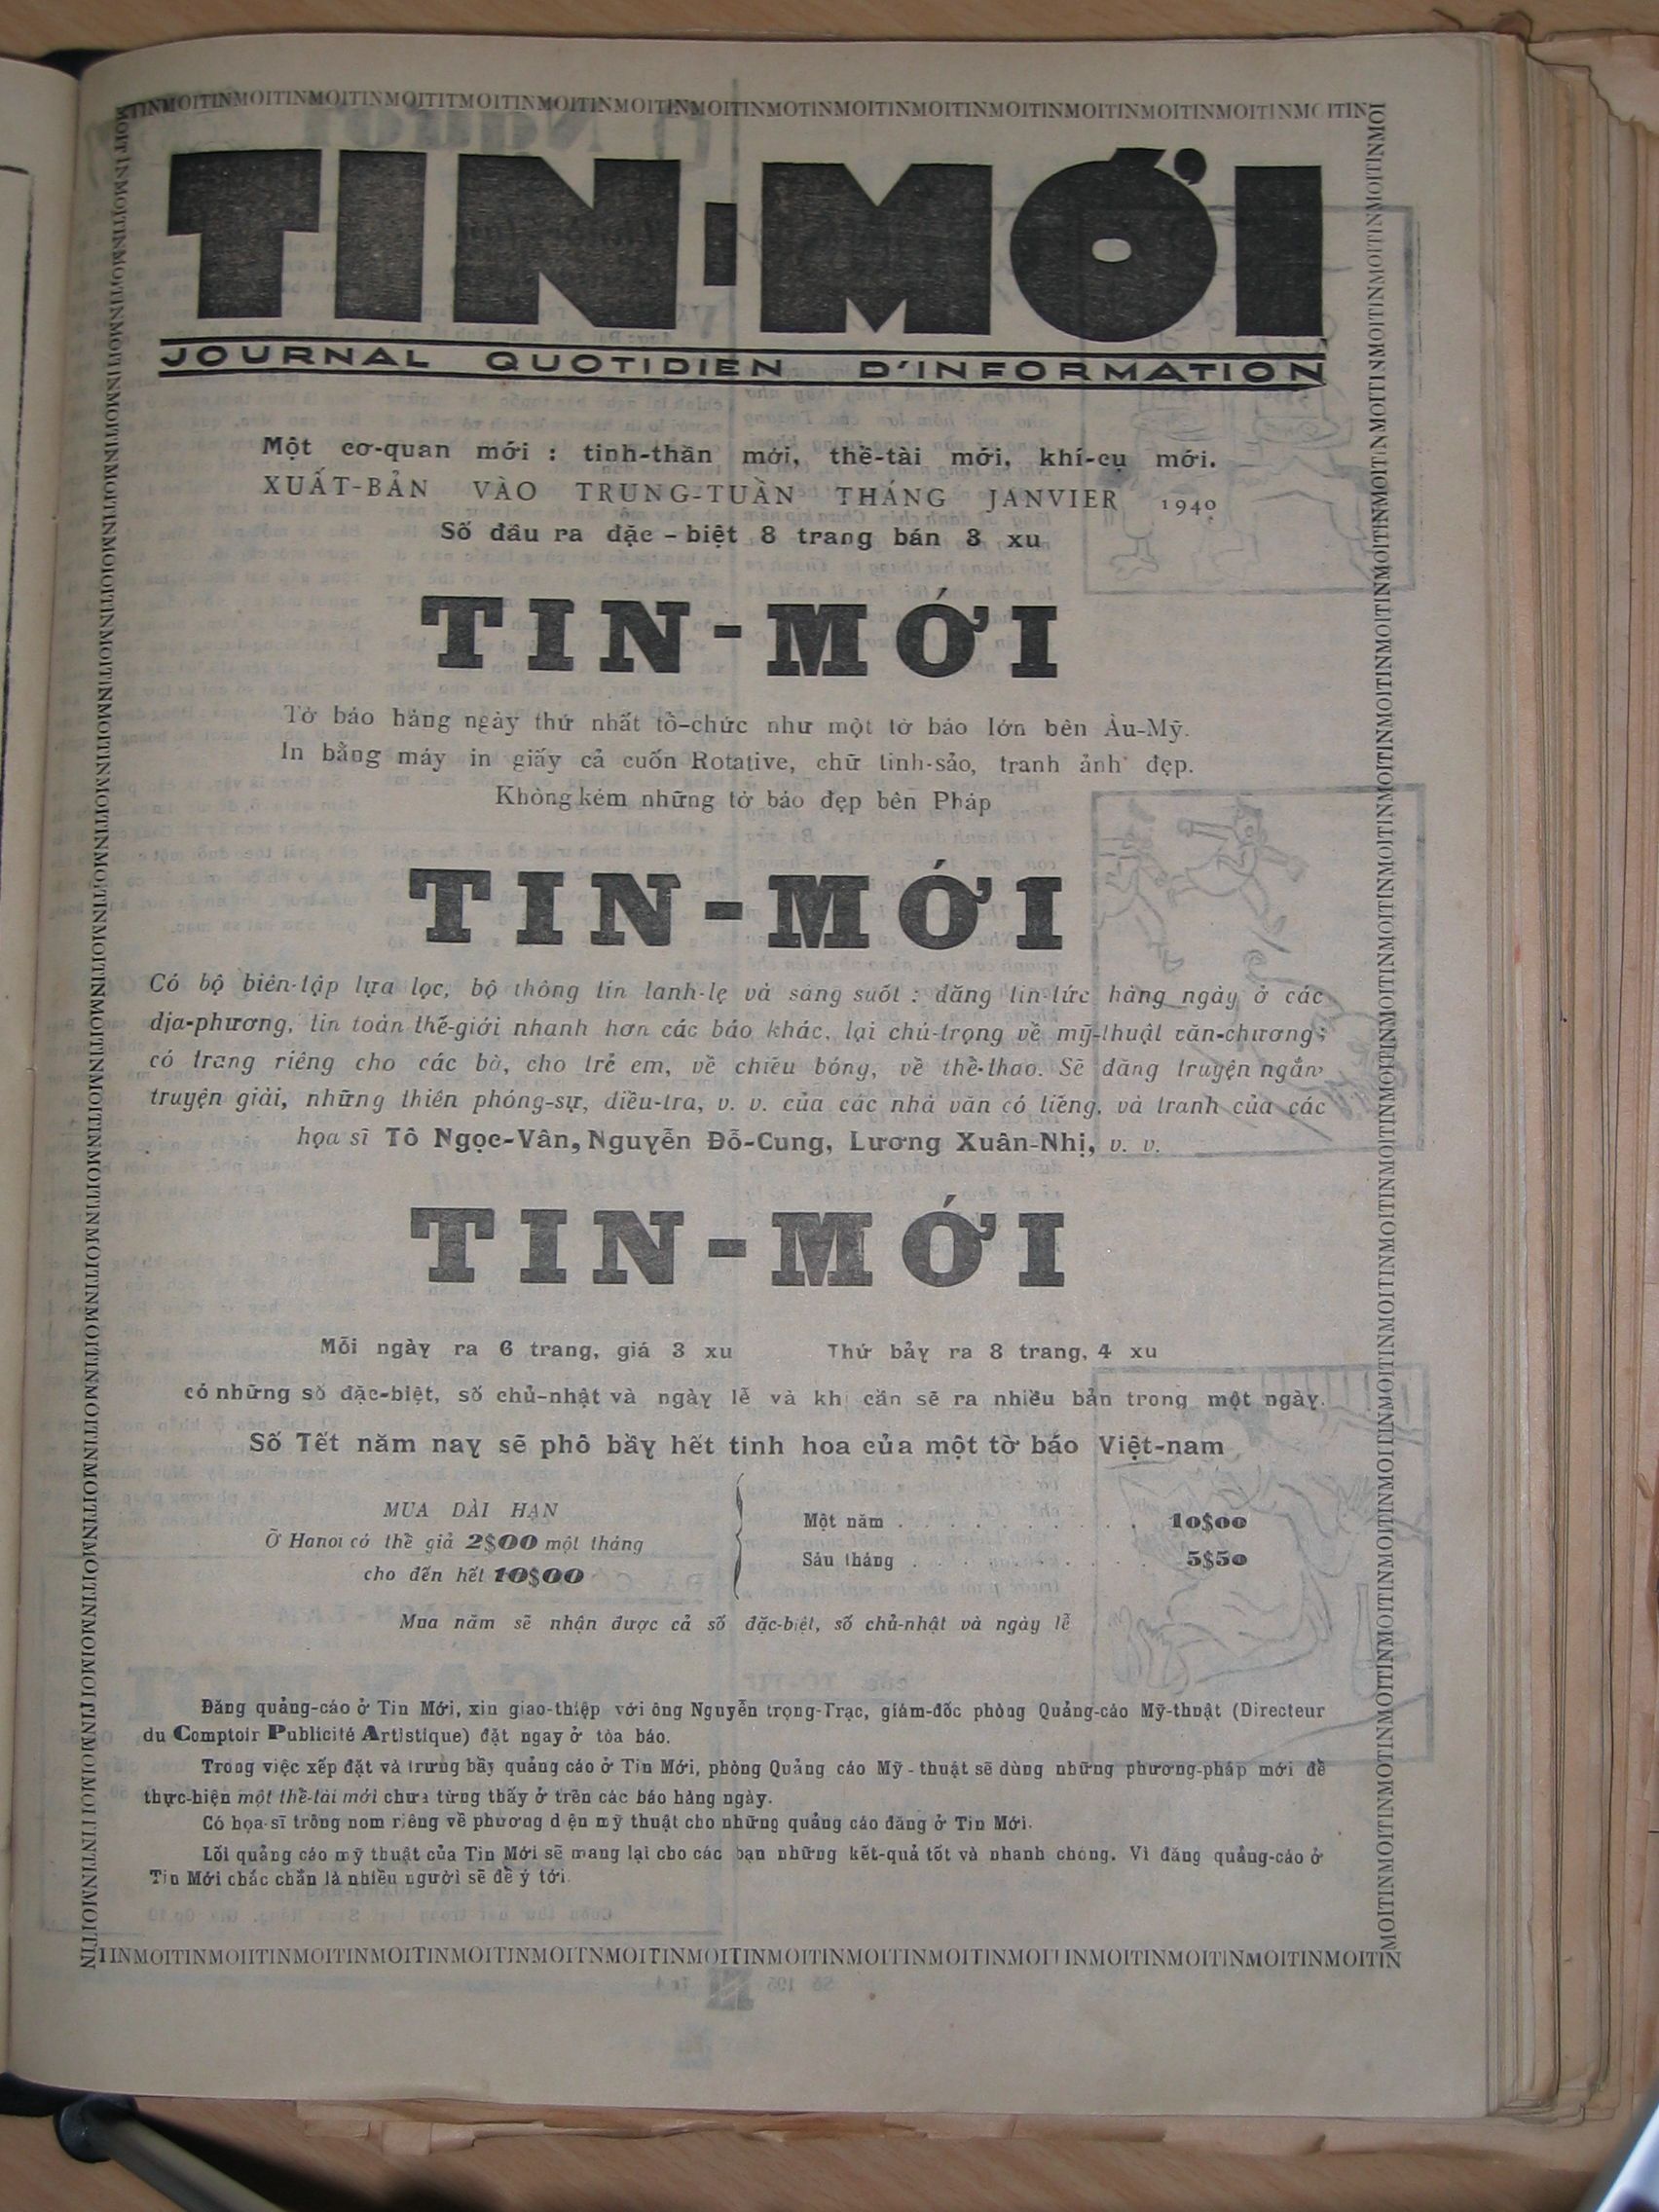 TINMOITINMOITINMOITINMOITITMOITINMOITINMOITINMOITINMOTINMOITINMOITINMOITINMOITINMOITINMOITINMOITINMOI
TIN-MỚI
JOURNAL QUOTIDIEN D'INFORMATION
Một cơ-quan mới : tinh-thần mới, thể-tài mới, khí-cụ mới.
XUẤT-BẢN VÀO TRUNG-TUẦN THÁNG JANVIER 1940
Số đầu ra đặc – biệt 8 trang bán 3 xu
TIN-MỚI
Tờ báo hàng ngày thứ nhất tổ-chức như một tờ báo lớn bên Âu-Mỹ.
In bằng máy in giấy cả cuốn Rotative, chữ tinh-sảo, tranh ảnh đẹp.
Không kém những tờ báo đẹp bên Pháp
TIN-MỚI
Có bộ biên-tập lựa lọc, bộ thông tin lanh-lẹ và sáng suốt : đăng tin-tức hàng ngày ở các
địa-phương, tin toàn thế-giới nhanh hơn các báo khác, lại chú-trọng về mỹ-thuật văn-chương ;
có trang riêng cho các bà, cho trẻ em, về chiếu bóng, về thể-thao. Sẽ đăng truyện ngắn
truyện giài, những thiên phóng-sự, điều-tra, v. v. của các nhà văn có tiếng, và tranh của các
họa sĩ Tô Ngọc-Vân, Nguyễn Đỗ-Cung, Lương Xuân-Nhị, v. v.
TIN-MỚI
Mỗi ngày ra 6 trang, giá 3 xu Thứ bảy ra 8 trang, 4 xu
có những số đặc-biệt, số chủ-nhật và ngày lễ và khi cần sẽ ra nhiều bản trong một ngày.
Số Tết năm nay sẽ phô bầy hết tinh hoa của một tờ báo Việt-nam
MUA DÀI HẠN
Ở Hanoi có thể giả 2$00 một tháng
cho đến hết 10$00
Một năm . . . . . . . . . 10$00
Sáu tháng . . . . . . . . . 5$50
Mua năm sẽ nhận được cả số đặc-biệt, số chủ-nhật và ngày lễ
Đăng quảng-cáo ở Tin Mới, xin giao-thiệp với ông Nguyễn trọng-Trạc, giám-đốc phòng Quảng-cáo Mỹ-thuật (Directeur
du Comptoir Publicité Artistique) đặt ngay ở tòa báo.
Trong việc xếp đặt và trưng bầy quảng cáo ở Tin Mới, phòng Quảng cáo Mỹ - thuật sẽ dùng những phương-pháp mới để
thực-hiện một thể-tài mới chưa từng thấy ở trên các báo hàng ngày.
Có họa-sĩ trông nom riêng về phương diện mỹ thuật cho những quảng cáo đăng ở Tin Mới.
Lối quảng cáo mỹ thuật của Tin Mới sẽ mang lại cho các bạn những kết-quả tốt và nhanh chóng. Vì đăng quảng-cáo ở
Tin Mới chắc chắn là nhiều người sẽ để ý tới.
TINMOITINMOIITINMOITINMOITINMOITINMOITNMOITINMOITINMOITINMOITINMOITINMOITINMOITINMOITINMOITINMOITIN